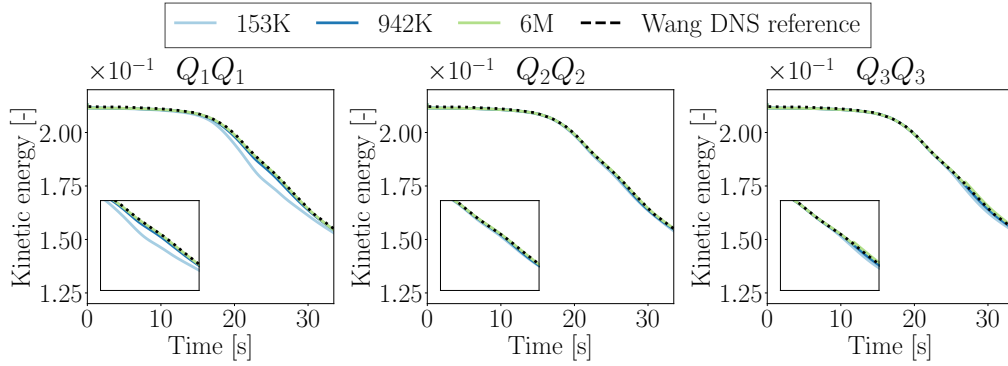 153K 942K 6M Wang DNS reference
×10⁻¹ Q₁Q₁ ×10⁻¹ Q₂Q₂ ×10⁻¹ Q₃Q₃
Kinetic energy [-]
2.00
1.75
1.50
1.25
0 10 20 30
Time [s]
Kinetic energy [-]
2.00
1.75
1.50
1.25
0 10 20 30
Time [s]
Kinetic energy [-]
2.00
1.75
1.50
1.25
0 10 20 30
Time [s]